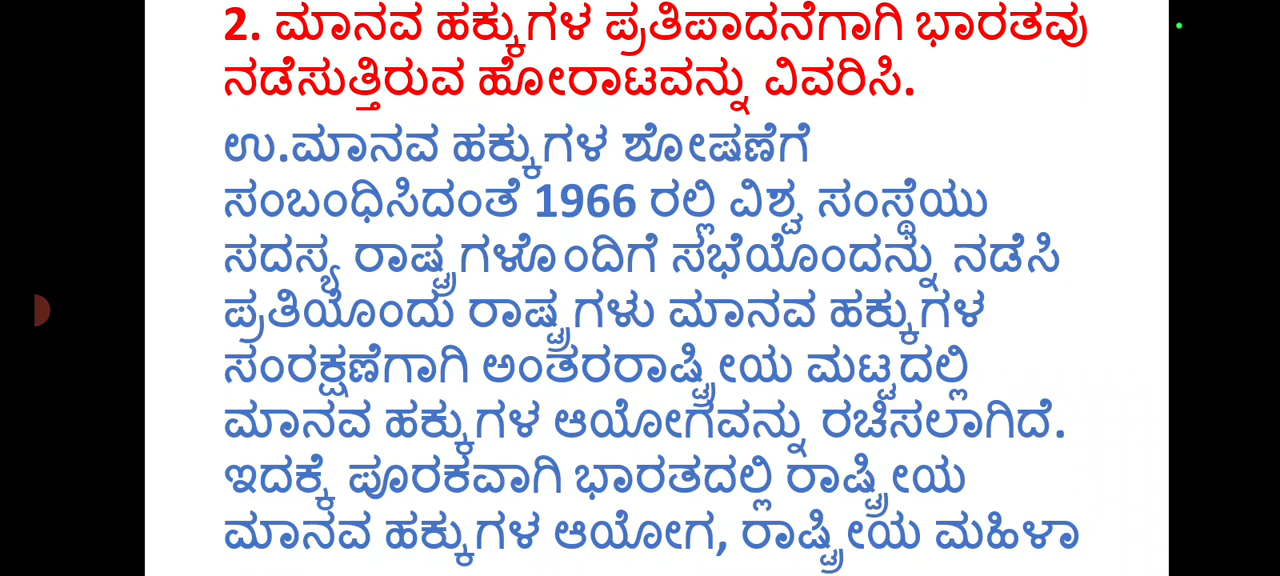 2. ಮಾನವ ಹಕ್ಕುಗಳ ಪ್ರತಿಪಾದನೆಗಾಗಿ ಭಾರತವು
ನಡೆಸುತ್ತಿರುವ ಹೋರಾಟವನ್ನು ವಿವರಿಸಿ.
ಉ.ಮಾನವ ಹಕ್ಕುಗಳ ಶೋಷಣೆಗೆ
ಸಂಬಂಧಿಸಿದಂತೆ 1966 ರಲ್ಲಿ ವಿಶ್ವ ಸಂಸ್ಥೆಯು
ಸದಸ್ಯ ರಾಷ್ಟ್ರಗಳೊಂದಿಗೆ ಸಭೆಯೊಂದನ್ನು ನಡೆಸಿ
ಪ್ರತಿಯೊಂದು ರಾಷ್ಟ್ರಗಳು ಮಾನವ ಹಕ್ಕುಗಳ
ಸಂರಕ್ಷಣೆಗಾಗಿ ಅಂತರರಾಷ್ಟ್ರೀಯ ಮಟ್ಟದಲ್ಲಿ
ಮಾನವ ಹಕ್ಕುಗಳ ಆಯೋಗವನ್ನು ರಚಿಸಲಾಗಿದೆ.
ಇದಕ್ಕೆ ಪೂರಕವಾಗಿ ಭಾರತದಲ್ಲಿ ರಾಷ್ಟ್ರೀಯ
ಮಾನವ ಹಕ್ಕುಗಳ ಆಯೋಗ, ರಾಷ್ಟ್ರೀಯ ಮಹಿಳಾ